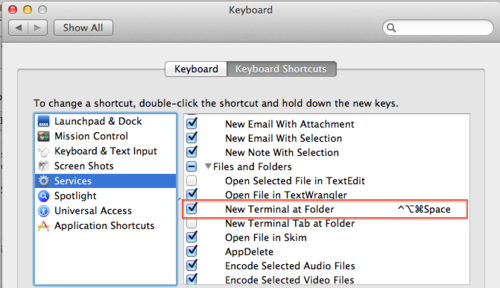 Keyboard
Show All
Keyboard
Keyboard Shortcuts
To change a shortcut, double-click the shortcut and hold down the new keys.
Launchpad & Dock
Mission Control
Keyboard & Text Input
Screen Shots
Services
Spotlight
Universal Access
Application Shortcuts
New Email With Attachment
New Email With Selection
New Note With Selection
▼Files and Folders
Open Selected File in TextEdit
Open File in TextWrangler
New Terminal at Folder ^⌥⌘Space
New Terminal Tab at Folder
Open File in Skim
AppDelete
Encode Selected Audio Files
Encode Selected Video Files